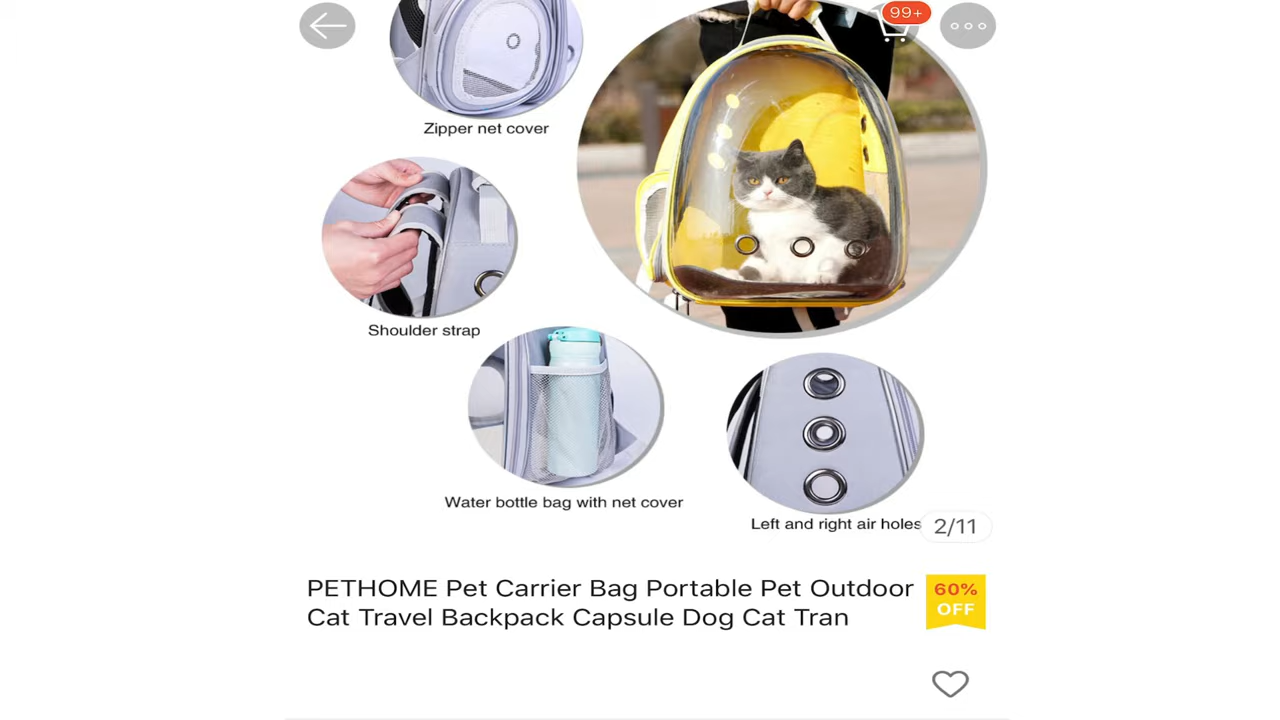 99+
Zipper net cover
Shoulder strap
Water bottle bag with net cover
Left and right air holes
2/11
PETHOME Pet Carrier Bag Portable Pet Outdoor
Cat Travel Backpack Capsule Dog Cat Tran
60%
OFF